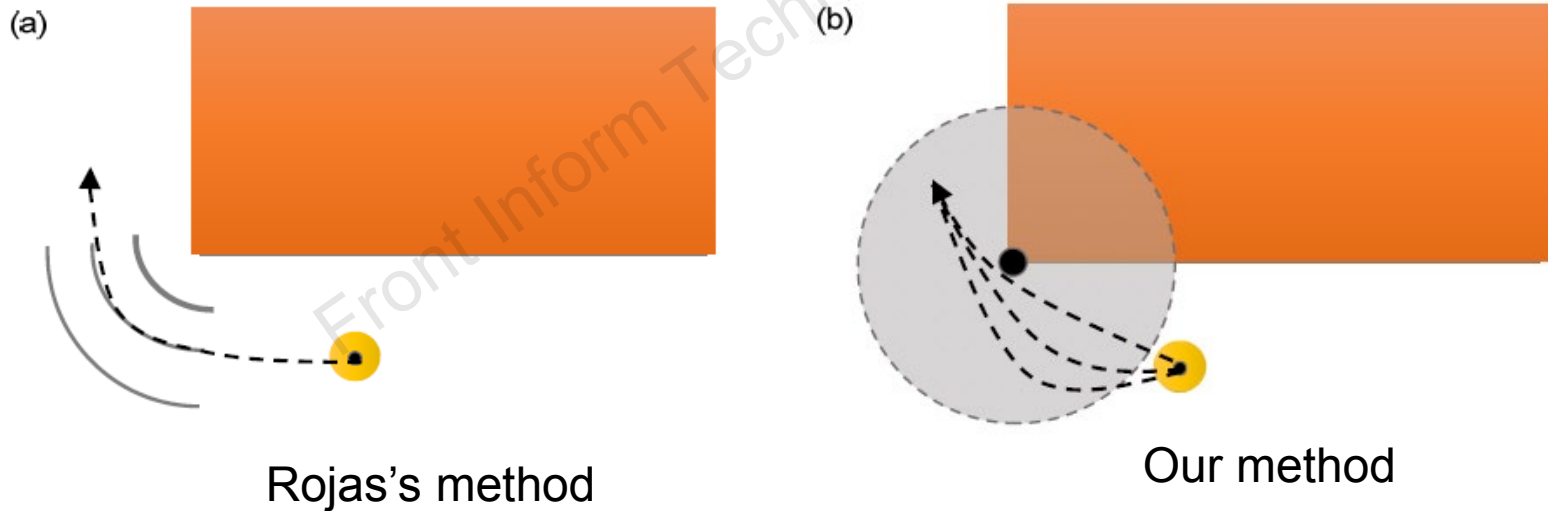 (a)
(b)
Front Inform Tech
Rojas’s method
Our method